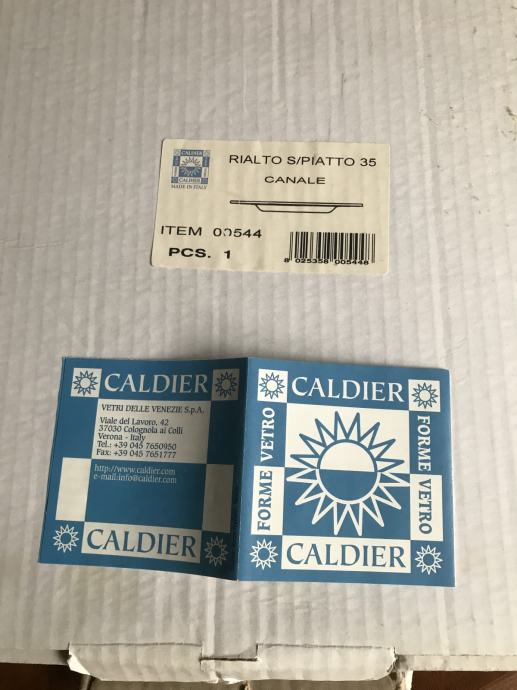 CALDIER
CALDIER
MADE IN ITALY
RIALTO S/PIATTO 35
CANALE
ITEM 00544
PCS. 1
8 025358 005448
CALDIER
VETRI DELLE VENEZIE S.p.A.
Viale del Lavoro, 42
37030 Colognola ai Colli
Verona - Italy
Tel.: +39 045 7650950
Fax: +39 045 7651777
http://www.caldier.com
e-mail:info@caldier.com
CALDIER
CALDIER
FORME VETRO
FORME VETRO
CALDIER